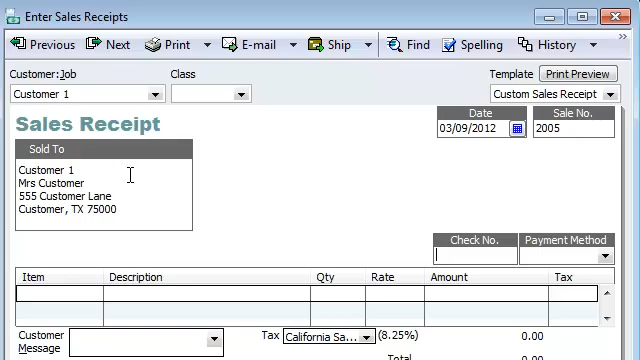 Enter Sales Receipts
Previous Next Print E-mail Ship Find Spelling History
Customer:Job Class Template Print Preview
Customer 1 Custom Sales Receipt
Sales Receipt
Date Sale No.
03/09/2012 2005
Sold To
Customer 1
Mrs Customer
555 Customer Lane
Customer, TX 75000
Check No. Payment Method
Item Description Qty Rate Amount Tax
Customer Message
Tax California Sa... (8.25%) 0.00
Total 0.00